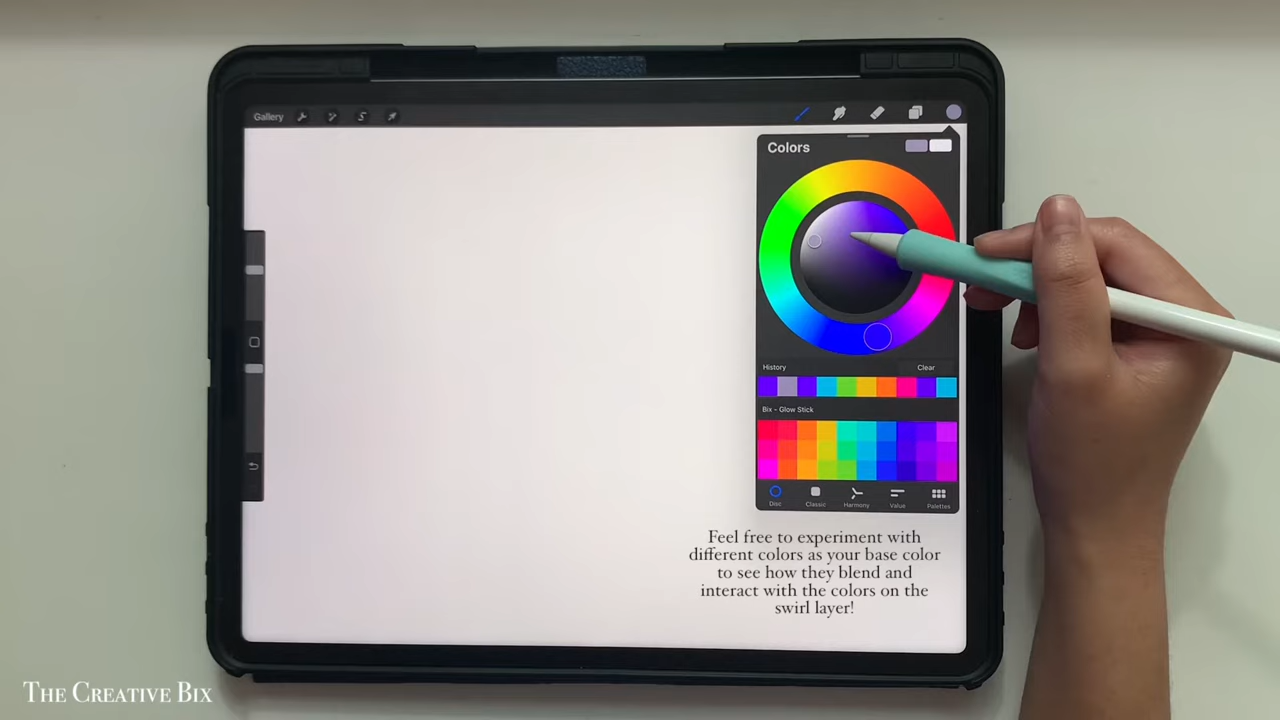 Gallery
Colors
History
Clear
Bix - Glow Stick
Disc
Classic
Harmony
Value
Palettes
Feel free to experiment with
different colors as your base color
to see how they blend and
interact with the colors on the
swirl layer!
THE CREATIVE BIX